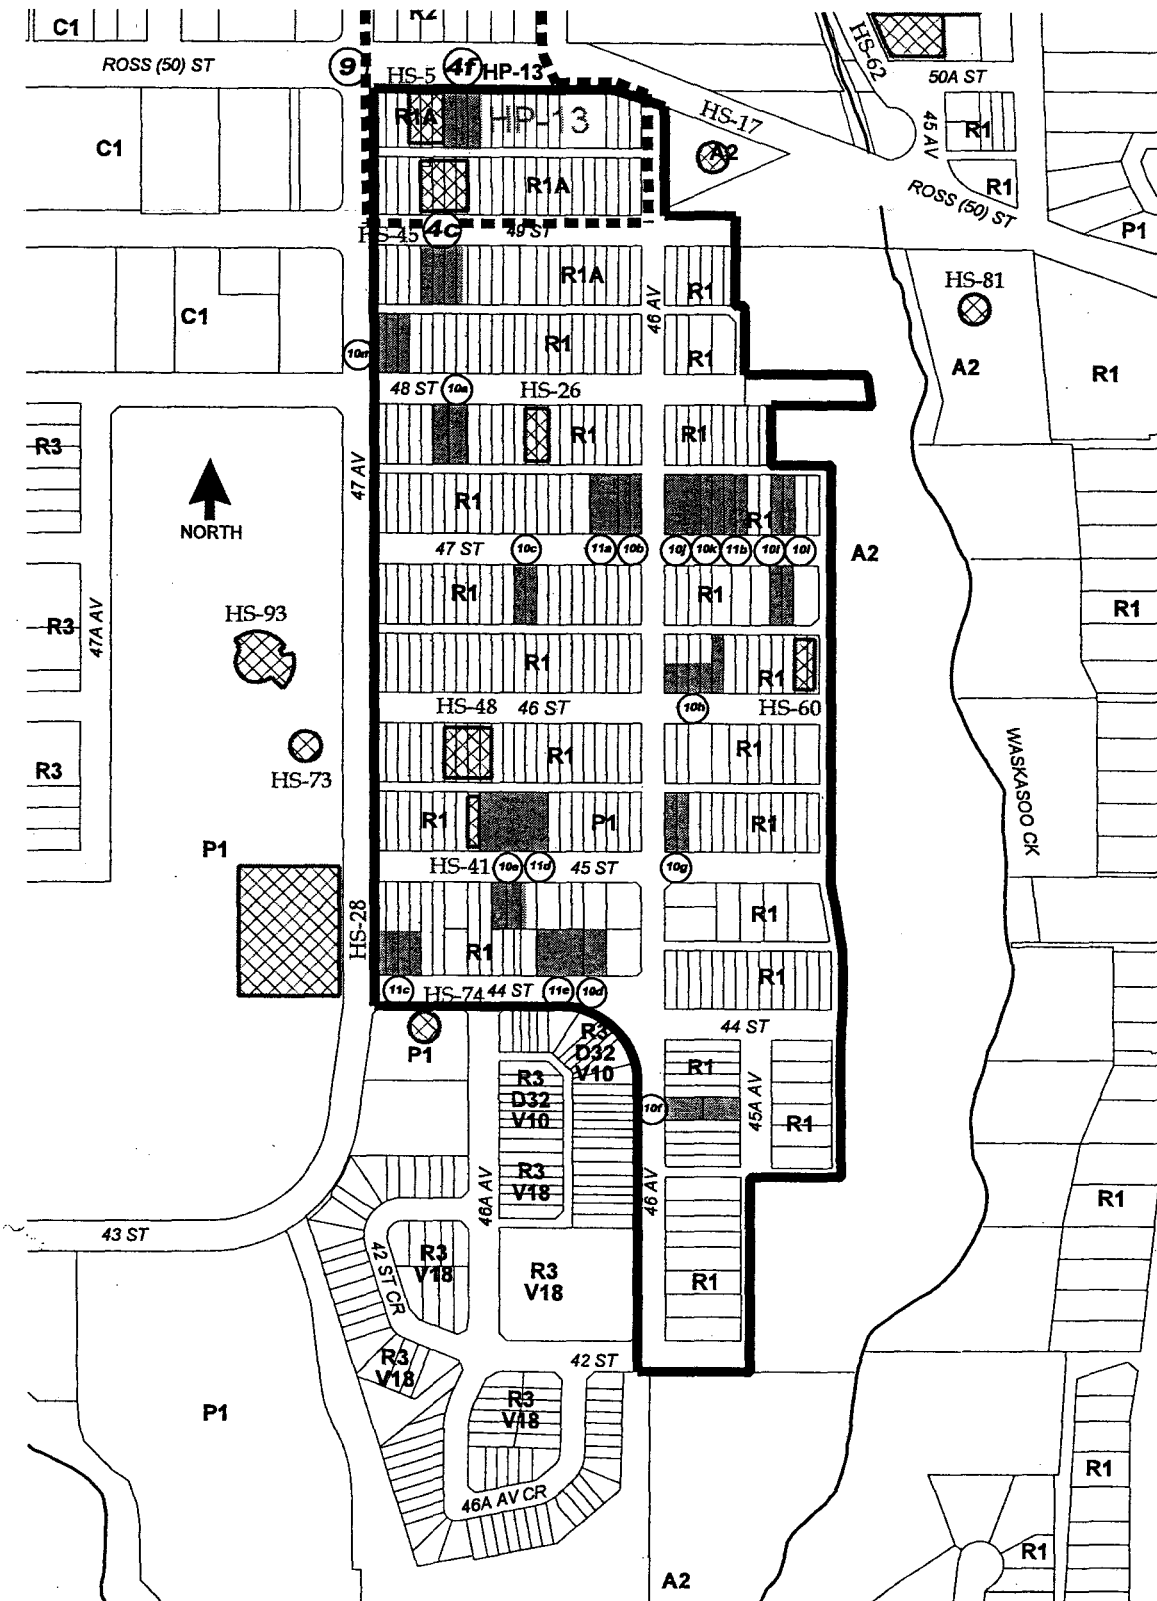 C1
R2
ROSS (50) ST
9
HS-5
4f
HP-13
HS-62
50A ST
45 AV
R1
C1
R1A
HP-13
HS-17
A2
R1A
R1
ROSS (50) ST
P1
HS-45
4c
49 ST
R1A
R1
46 AV
HS-81
C1
R1
R1
A2
R1
48 ST
10a
HS-26
R3
R1
R1
47 AV
NORTH
R1
R1
47 ST
10c
11a
10b
10j
10k
11b
10l
10i
A2
R1
R1
R1
HS-93
R3
47A AV
R1
R1
HS-48
46 ST
10h
HS-60
R1
R1
WASKASOO CK
HS-73
R3
R1
P1
R1
P1
HS-41
10e
11d
45 ST
10g
HS-28
R1
R1
R1
11c
HS-74
44 ST
11e
10d
44 ST
P1
R3
D32
V10
R3
D32
V10
R1
45A AV
10f
R1
R3
V18
46A AV
46 AV
R1
43 ST
42 ST CR
R3
V18
R3
V18
R1
42 ST
R3
V18
R3
V18
P1
46A AV CR
R1
R1
A2